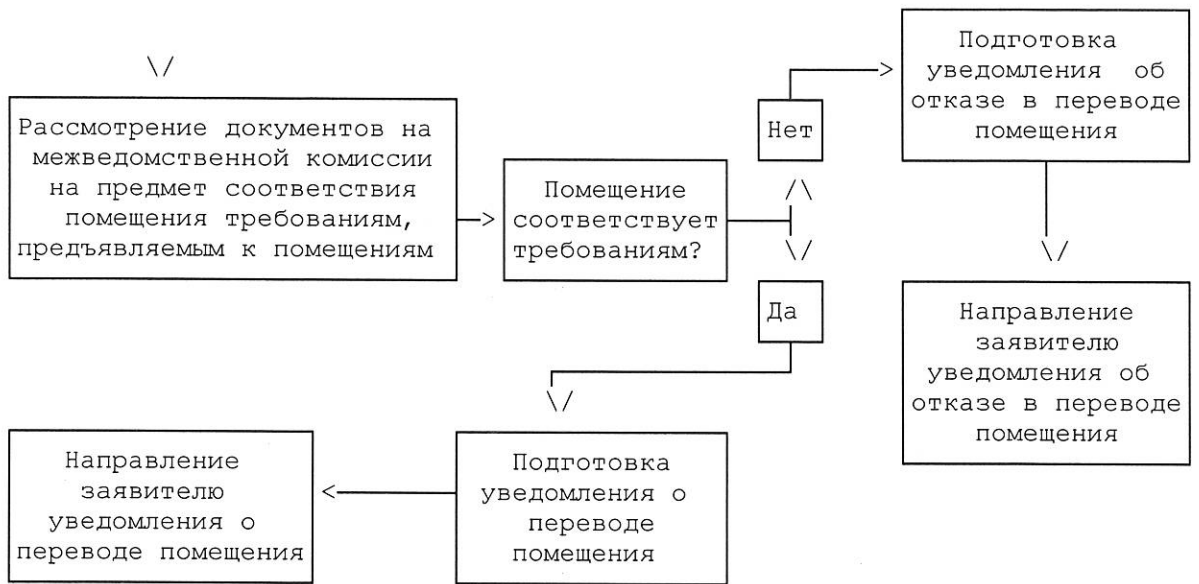 Рассмотрение документов на
межведомственной комиссии
на предмет соответствия
помещения требованиям,
предъявляемым к помещениям
Помещение
соответствует
требованиям?
Нет
Да
Подготовка
уведомления об
отказе в переводе
помещения
Направление
заявителю
уведомления об
отказе в переводе
помещения
Подготовка
уведомления о
переводе
помещения
Направление
заявителю
уведомления о
переводе помещения